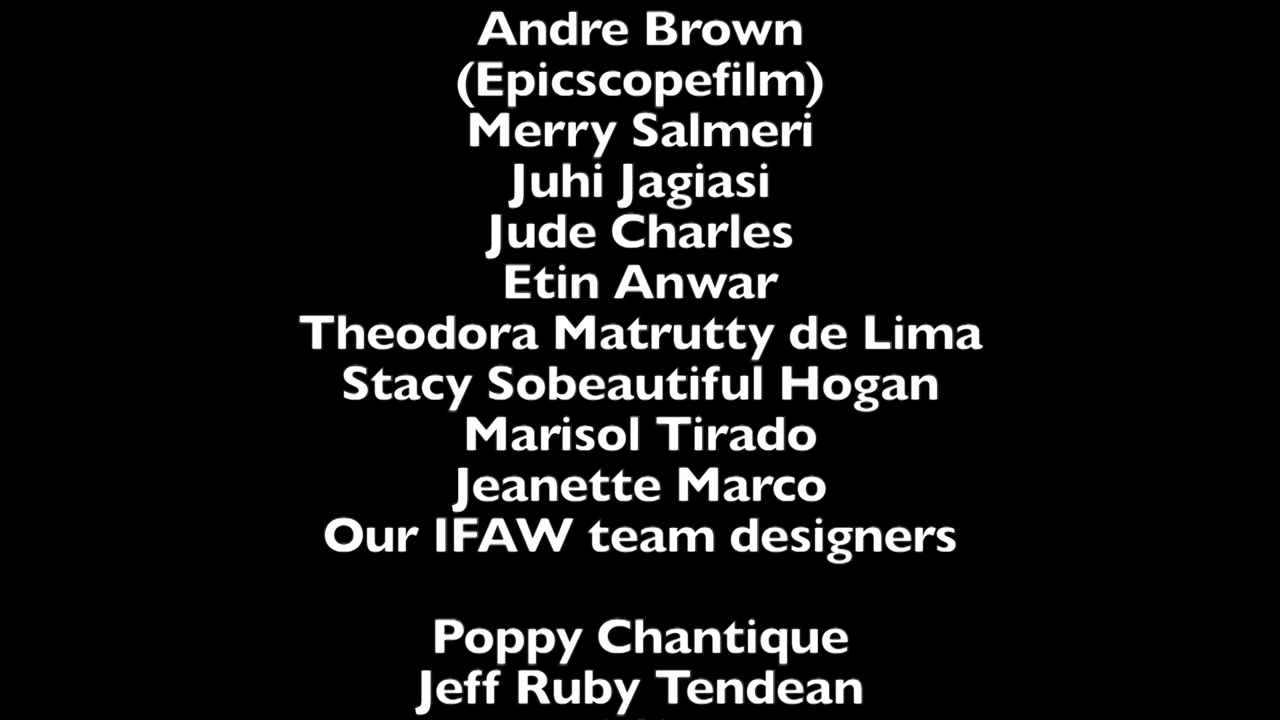 Andre Brown
(Epicscopefilm)
Merry Salmeri
Juhi Jagiasi
Jude Charles
Etin Anwar
Theodora Matrutty de Lima
Stacy Sobeautiful Hogan
Marisol Tirado
Jeanette Marco
Our IFAW team designers
Poppy Chantique
Jeff Ruby Tendean